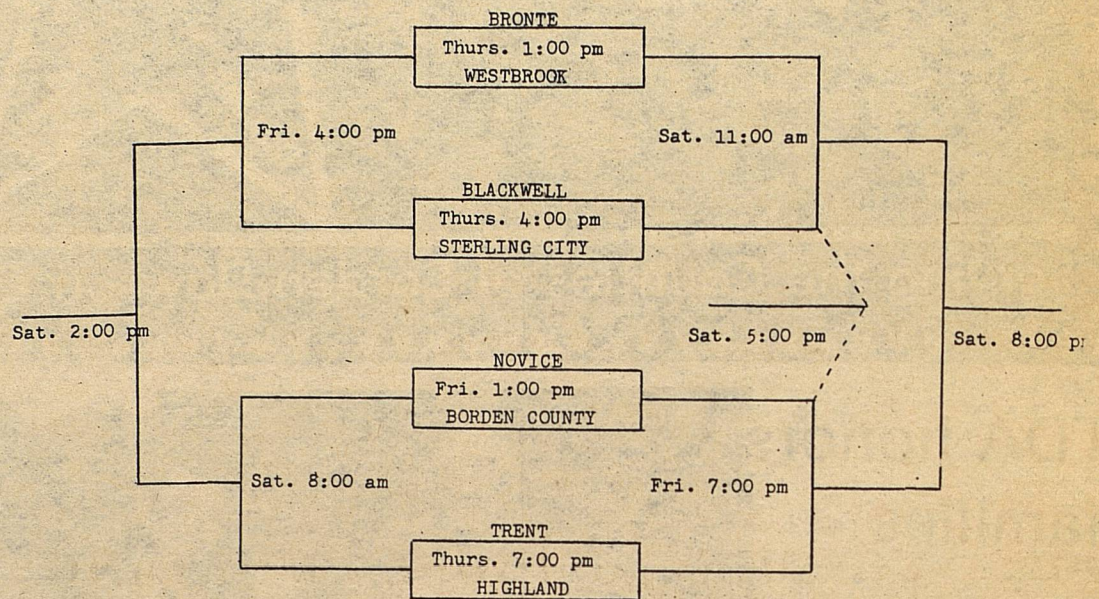 BRONTE
Thurs. 1:00 pm
WESTBROOK
Fri. 4:00 pm
Sat. 11:00 am
BLACKWELL
Thurs. 4:00 pm
STERLING CITY
Sat. 2:00 pm
Sat. 5:00 pm
Sat. 8:00 p
NOVICE
Fri. 1:00 pm
BORDEN COUNTY
Sat. 8:00 am
Fri. 7:00 pm
TRENT
Thurs. 7:00 pm
HIGHLAND